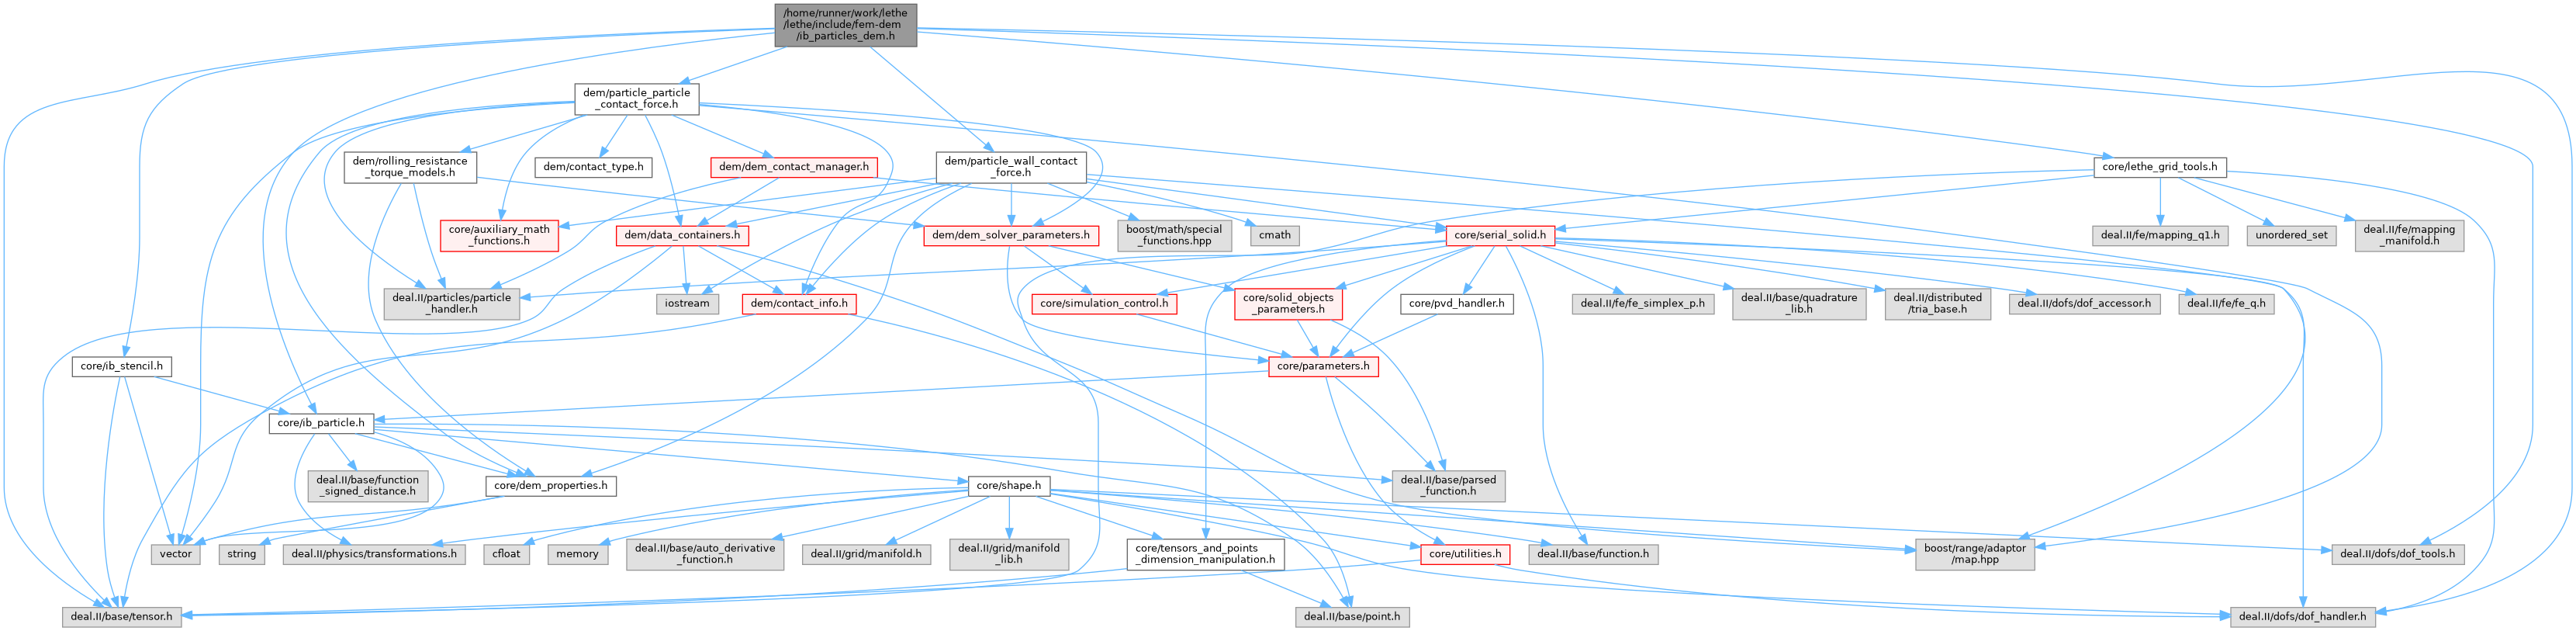 /home/runner/work/lethe
/lethe/include/fem-dem
/ib_particles_dem.h
dem/particle_particle
_contact_force.h
dem/rolling_resistance
_torque_models.h
dem/contact_type.h
dem/dem_contact_manager.h
dem/particle_wall_contact
_force.h
core/lethe_grid_tools.h
core/auxiliary_math
_functions.h
dem/data_containers.h
dem/dem_solver_parameters.h
boost/math/special
_functions.hpp
cmath
core/serial_solid.h
deal.II/fe/mapping_q1.h
unordered_set
deal.II/fe/mapping
_manifold.h
deal.II/particles/particle
_handler.h
iostream
dem/contact_info.h
core/simulation_control.h
core/solid_objects
_parameters.h
core/pvd_handler.h
deal.II/fe/fe_simplex_p.h
deal.II/base/quadrature
_lib.h
deal.II/distributed
/tria_base.h
deal.II/dofs/dof_accessor.h
deal.II/fe/fe_q.h
core/ib_stencil.h
core/parameters.h
core/ib_particle.h
deal.II/base/function
_signed_distance.h
core/dem_properties.h
core/shape.h
deal.II/base/parsed
_function.h
vector
string
deal.II/physics/transformations.h
cfloat
memory
deal.II/base/auto_derivative
_function.h
deal.II/grid/manifold.h
deal.II/grid/manifold
_lib.h
core/tensors_and_points
_dimension_manipulation.h
core/utilities.h
deal.II/base/function.h
boost/range/adaptor
/map.hpp
deal.II/dofs/dof_tools.h
deal.II/base/tensor.h
deal.II/base/point.h
deal.II/dofs/dof_handler.h